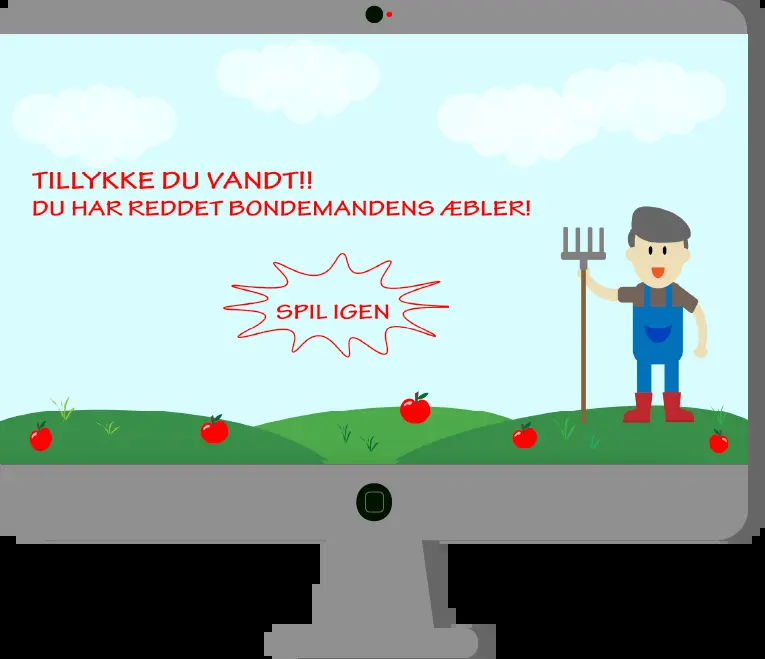 TILLYKKE DU VANDT!!
DU HAR REDDET BONDEMANDENS ÆBLER!
SPIL IGEN